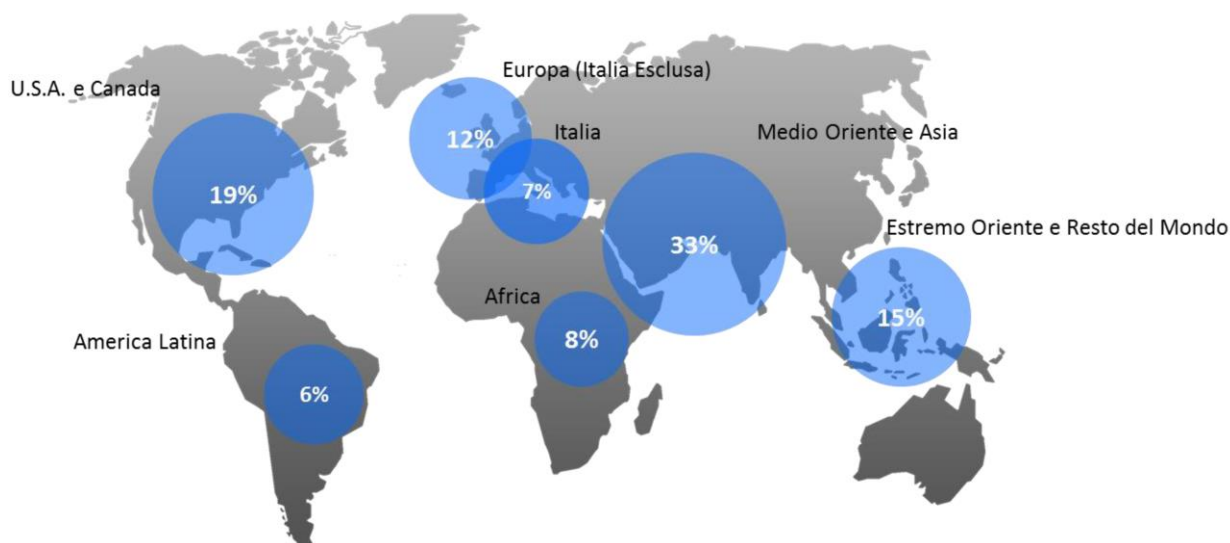 Europa (Italia Esclusa)
U.S.A. e Canada
12%
Italia
Medio Oriente e Asia
19%
7%
33%
Estremo Oriente e Resto del Mondo
Africa
15%
America Latina
8%
6%